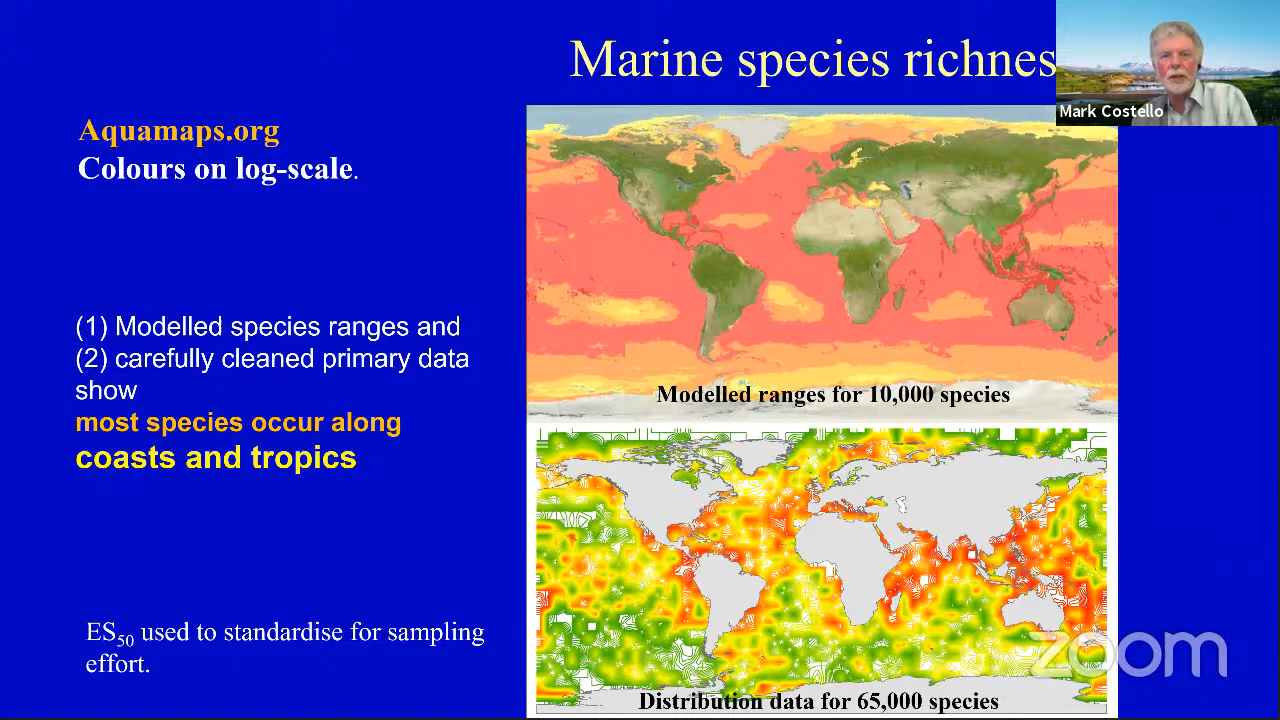 Marine species richnes
Mark Costello
Aquamaps.org
Colours on log-scale.
(1) Modelled species ranges and
(2) carefully cleaned primary data
show
most species occur along
coasts and tropics
ES50 used to standardise for sampling
effort.
Modelled ranges for 10,000 species
Distribution data for 65,000 species
zoom